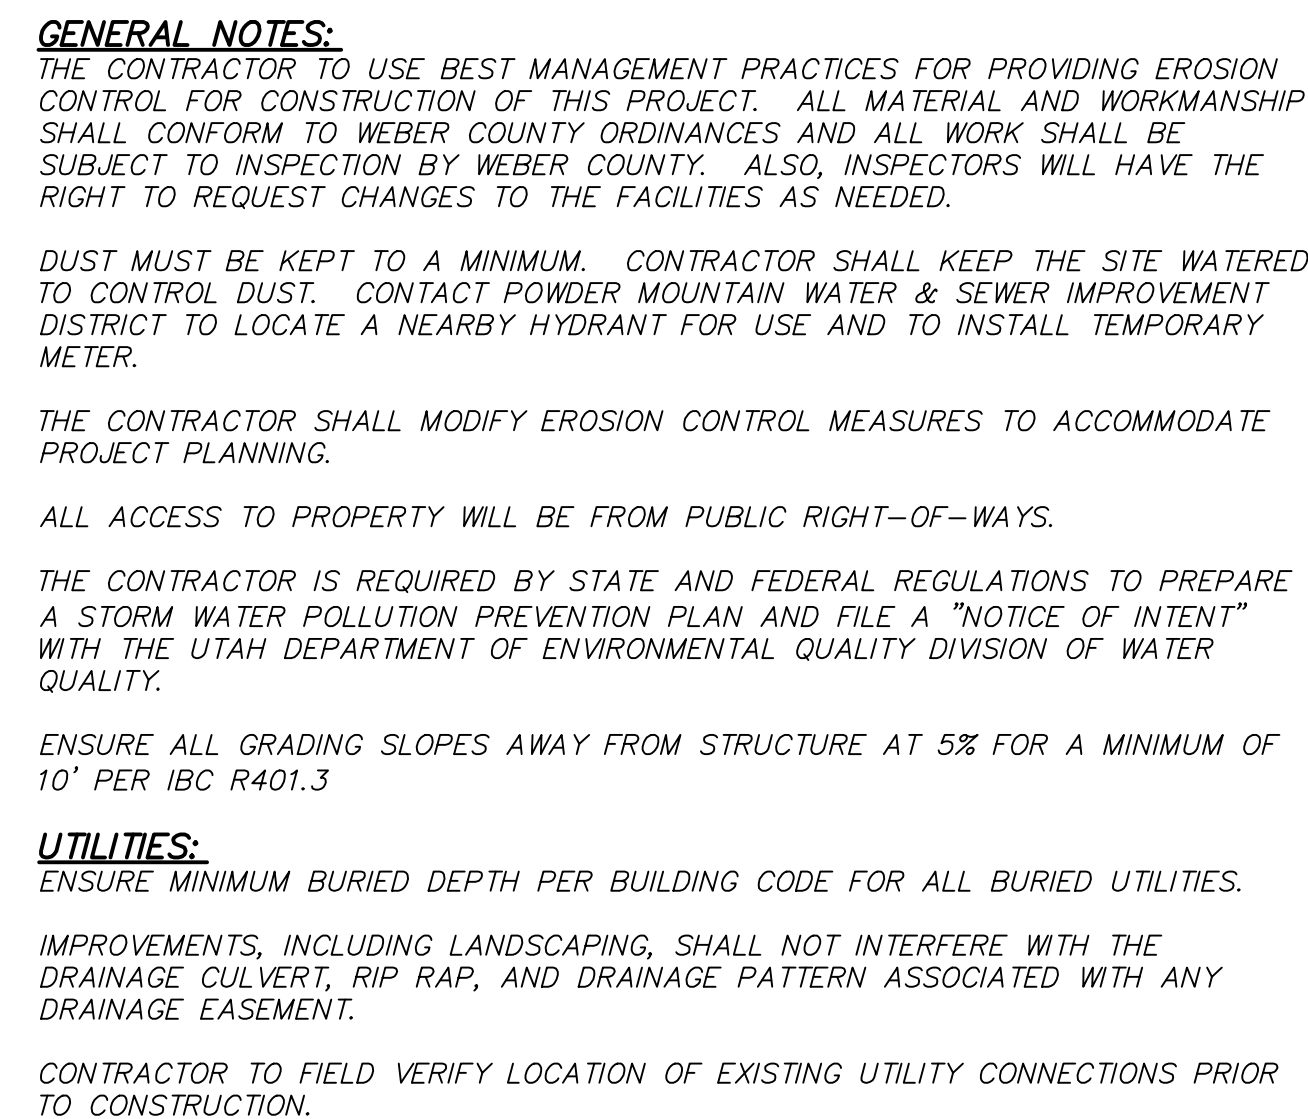 GENERAL NOTES:
THE CONTRACTOR TO USE BEST MANAGEMENT PRACTICES FOR PROVIDING EROSION
CONTROL FOR CONSTRUCTION OF THIS PROJECT. ALL MATERIAL AND WORKMANSHIP
SHALL CONFORM TO WEBER COUNTY ORDINANCES AND ALL WORK SHALL BE
SUBJECT TO INSPECTION BY WEBER COUNTY. ALSO, INSPECTORS WILL HAVE THE
RIGHT TO REQUEST CHANGES TO THE FACILITIES AS NEEDED.
DUST MUST BE KEPT TO A MINIMUM. CONTRACTOR SHALL KEEP THE SITE WATERED
TO CONTROL DUST. CONTACT POWDER MOUNTAIN WATER & SEWER IMPROVEMENT
DISTRICT TO LOCATE A NEARBY HYDRANT FOR USE AND TO INSTALL TEMPORARY
METER.
THE CONTRACTOR SHALL MODIFY EROSION CONTROL MEASURES TO ACCOMMODATE
PROJECT PLANNING.
ALL ACCESS TO PROPERTY WILL BE FROM PUBLIC RIGHT-OF-WAYS.
THE CONTRACTOR IS REQUIRED BY STATE AND FEDERAL REGULATIONS TO PREPARE
A STORM WATER POLLUTION PREVENTION PLAN AND FILE A "NOTICE OF INTENT"
WITH THE UTAH DEPARTMENT OF ENVIRONMENTAL QUALITY DIVISION OF WATER
QUALITY.
ENSURE ALL GRADING SLOPES AWAY FROM STRUCTURE AT 5% FOR A MINIMUM OF
10' PER IBC R401.3
UTILITIES:
ENSURE MINIMUM BURIED DEPTH PER BUILDING CODE FOR ALL BURIED UTILITIES.
IMPROVEMENTS, INCLUDING LANDSCAPING, SHALL NOT INTERFERE WITH THE
DRAINAGE CULVERT, RIP RAP, AND DRAINAGE PATTERN ASSOCIATED WITH ANY
DRAINAGE EASEMENT.
CONTRACTOR TO FIELD VERIFY LOCATION OF EXISTING UTILITY CONNECTIONS PRIOR
TO CONSTRUCTION.